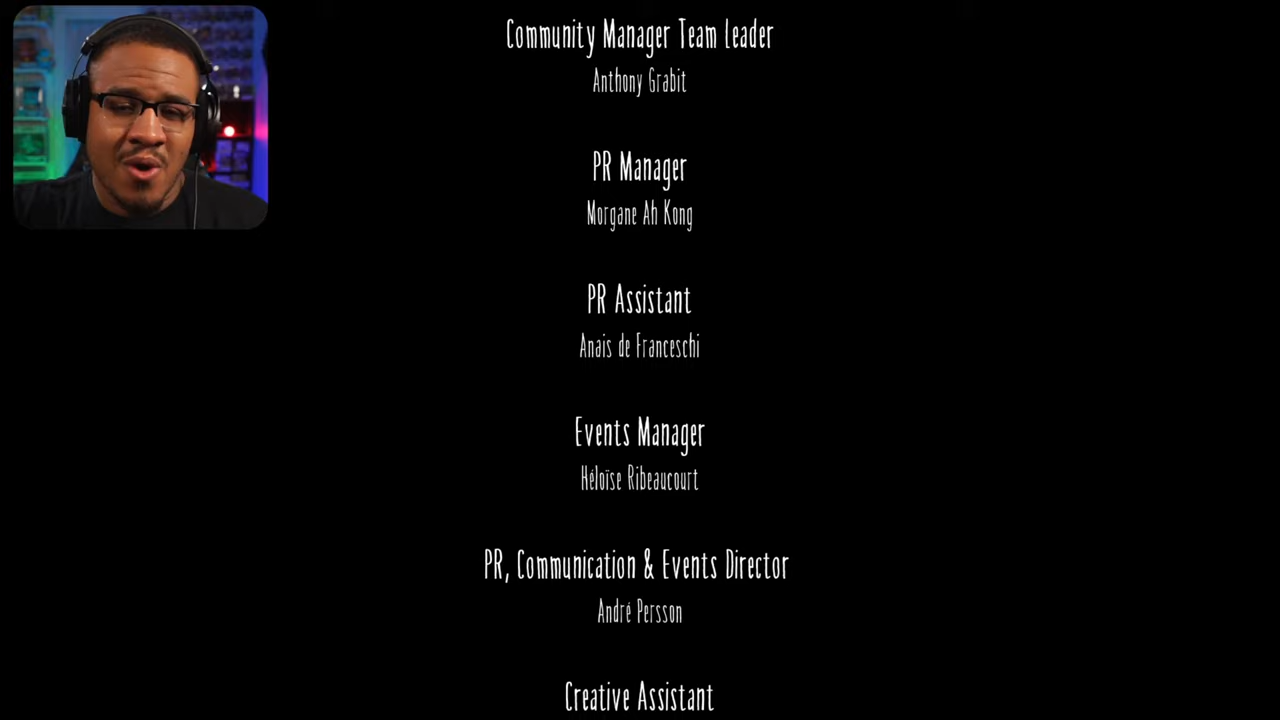 Community Manager Team Leader
Anthony Grabit
PR Manager
Morgane Ah Kong
PR Assistant
Anais de Franceschi
Events Manager
Héloïse Ribeaucourt
PR, Communication & Events Director
André Persson
Creative Assistant